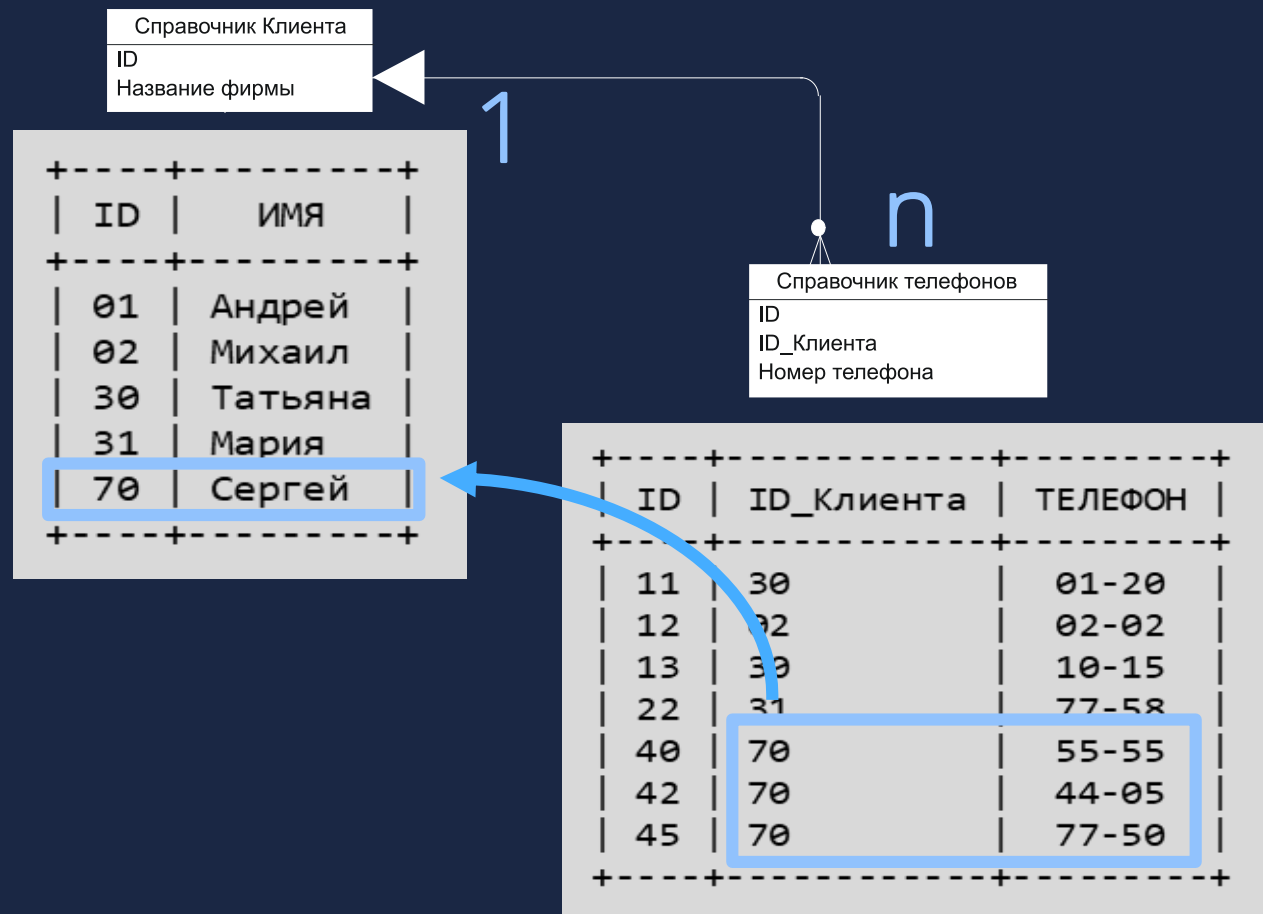 Справочник Клиента
ID
Название фирмы
1
n
+----+---------+
| ID | ИМЯ |
+----+---------+
| 01 | Андрей |
| 02 | Михаил |
| 30 | Татьяна |
| 31 | Мария |
| 70 | Сергей |
+----+---------+
Справочник телефонов
ID
ID_Клиента
Номер телефона
+----+------------+---------+
| ID | ID_Клиента | ТЕЛЕФОН |
+----+------------+---------+
| 11 | 30 | 01-20 |
| 12 | 02 | 02-02 |
| 13 | 30 | 10-15 |
| 22 | 31 | 77-58 |
| 40 | 70 | 55-55 |
| 42 | 70 | 44-05 |
| 45 | 70 | 77-50 |
+----+------------+---------+